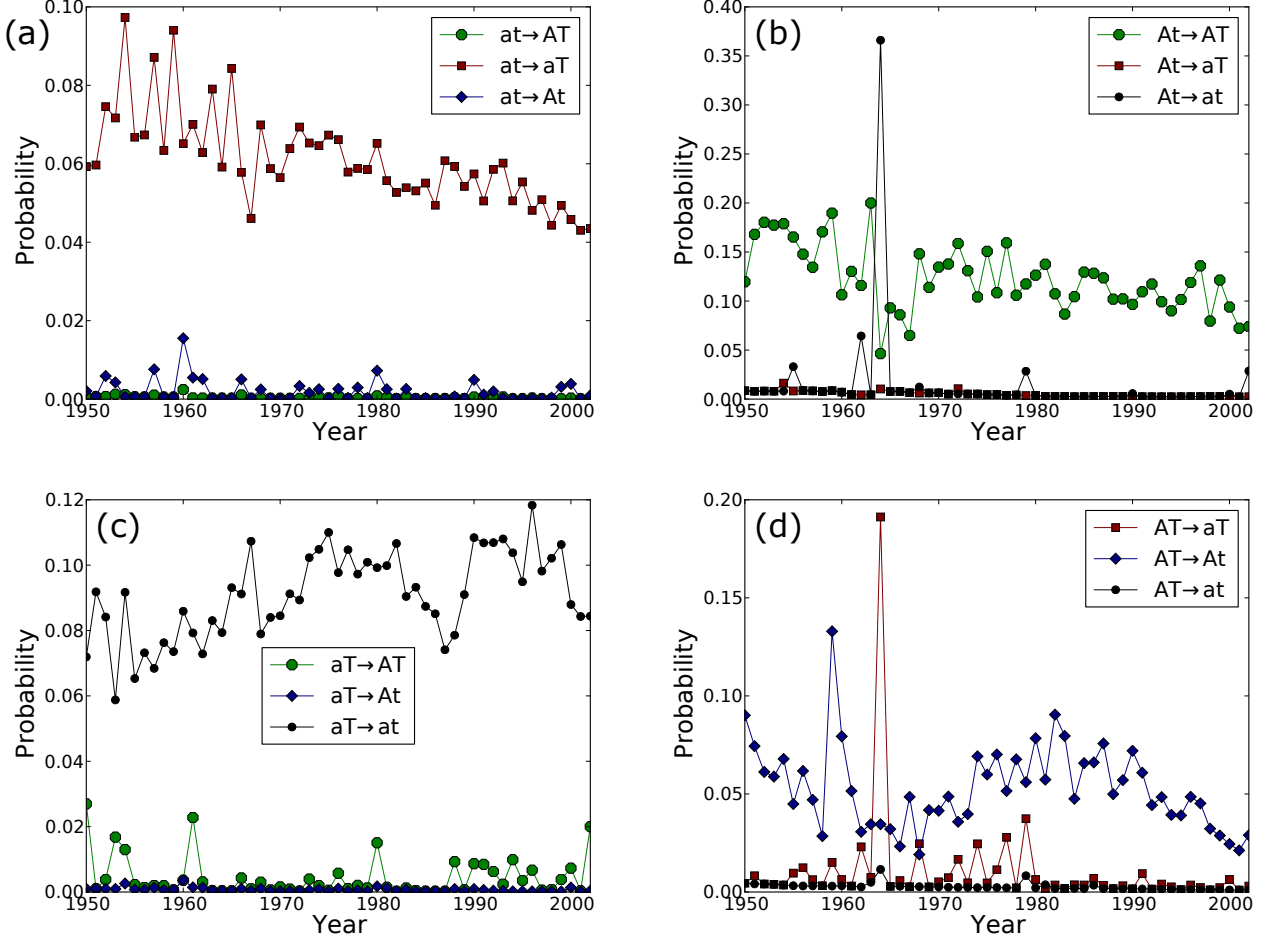 (a)
at→AT
at→aT
at→At
0.10
0.08
0.06
0.04
0.02
0.00
Probability
1950 1960 1970 1980 1990 2000
Year
(b)
At→AT
At→aT
At→at
0.40
0.35
0.30
0.25
0.20
0.15
0.10
0.05
0.00
Probability
1950 1960 1970 1980 1990 2000
Year
(c)
aT→AT
aT→At
aT→at
0.12
0.10
0.08
0.06
0.04
0.02
0.00
Probability
1950 1960 1970 1980 1990 2000
Year
(d)
AT→aT
AT→At
AT→at
0.20
0.15
0.10
0.05
0.00
Probability
1950 1960 1970 1980 1990 2000
Year